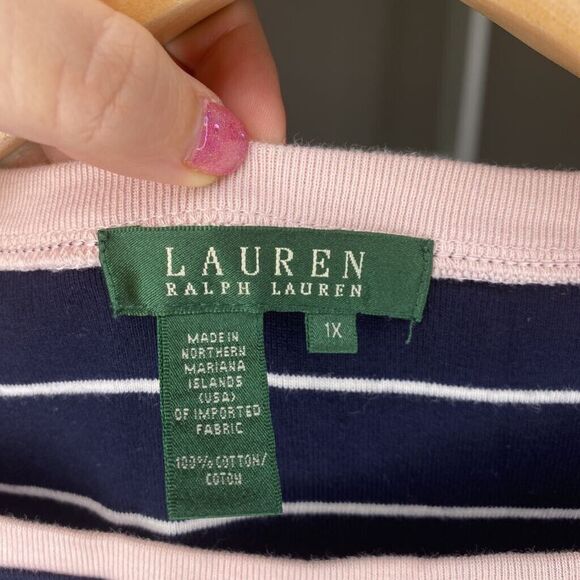 LAUREN
RALPH LAUREN
1X
MADE IN
NORTHERN
MARIANA
ISLANDS
(USA)
OF IMPORTED
FABRIC
100% COTTON/
COTON